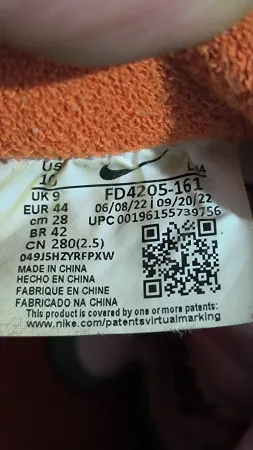 US
10
UK 9
EUR 44
cm 28
BR 42
CN 280(2.5)
FD4205-161
06/08/22 | 09/20/22
UPC 00196155739756
049J5HZYRFPXW
MADE IN CHINA
HECHO EN CHINA
FABRIQUE EN CHINE
FABRICADO NA CHINA
This product is covered by one or more patents:
www.nike.com/patentsvirtualmarking